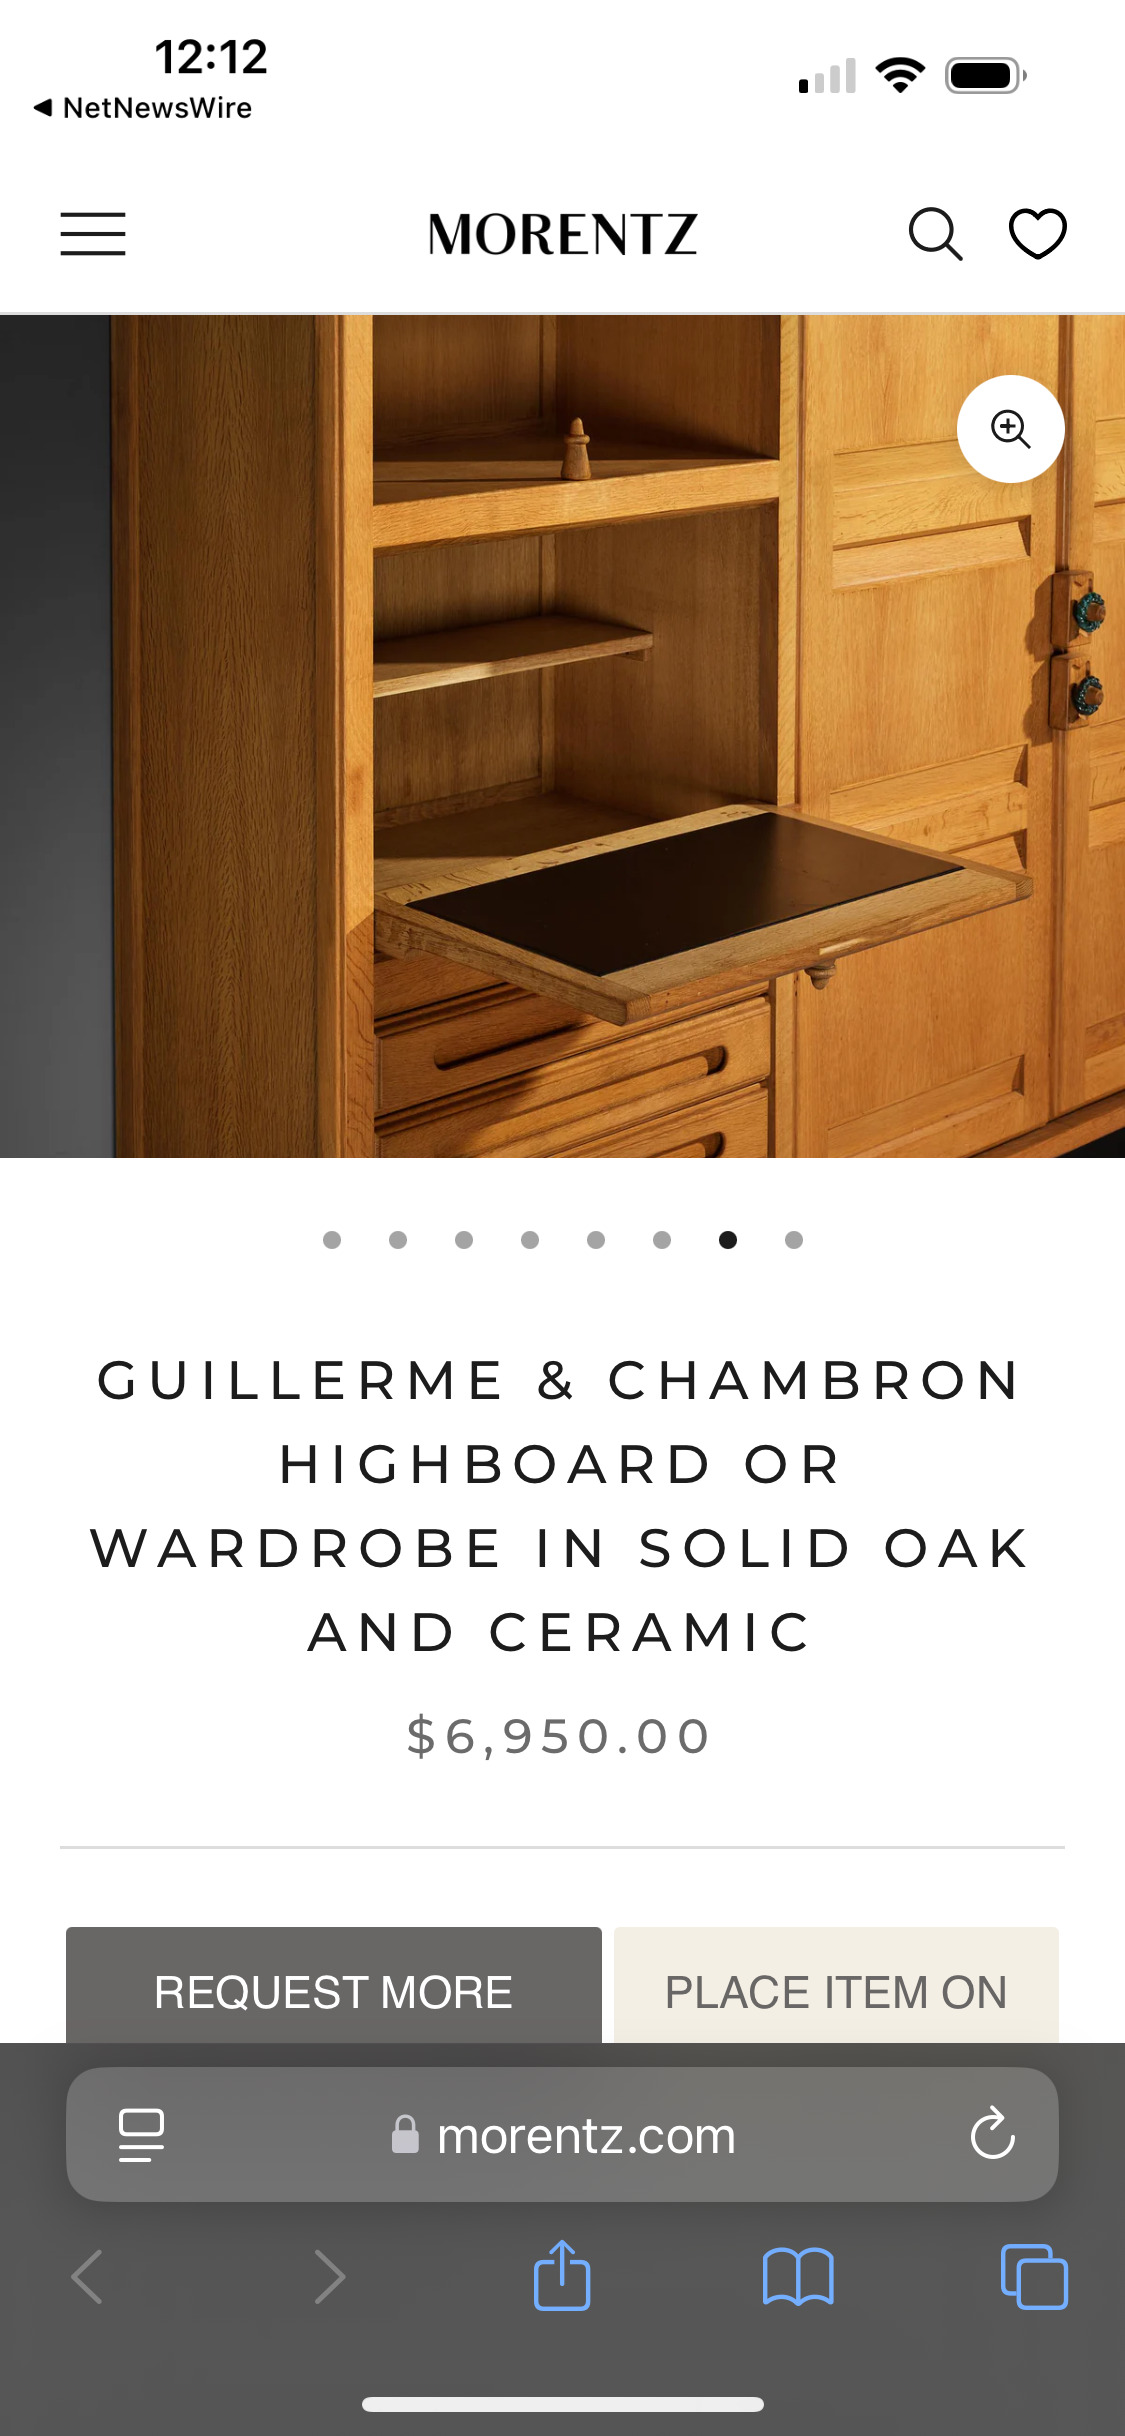 12:12
◀ NetNewsWire
MORENTZ
GUILLERME & CHAMBRON
HIGHBOARD OR
WARDROBE IN SOLID OAK
AND CERAMIC
$6,950.00
REQUEST MORE
PLACE ITEM ON
morentz.com